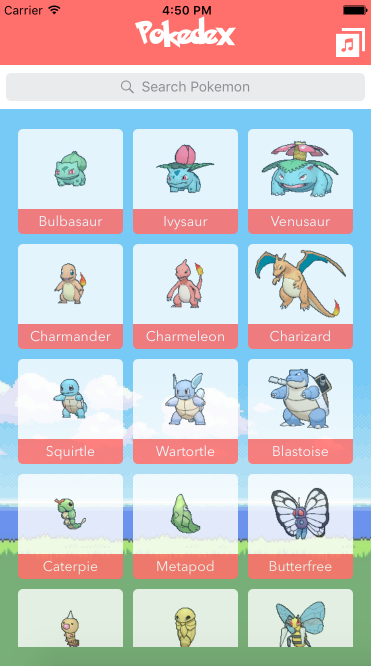 Carrier 4:50 PM
Pokedex
Search Pokemon
Bulbasaur Ivysaur Venusaur
Charmander Charmeleon Charizard
Squirtle Wartortle Blastoise
Caterpie Metapod Butterfree